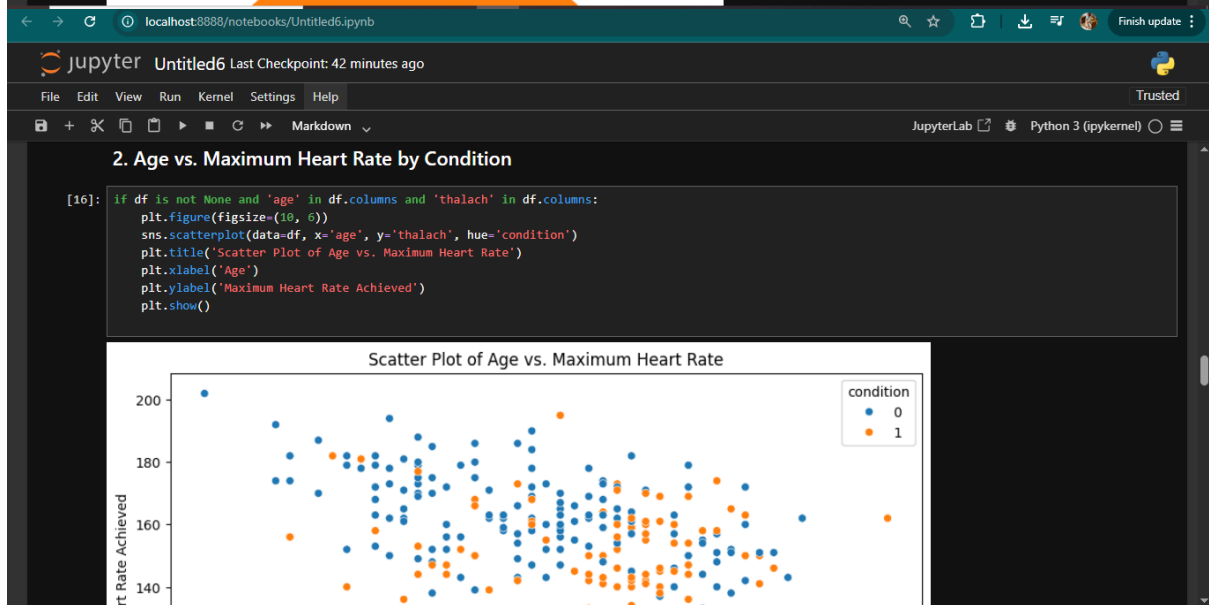 localhost:8888/notebooks/Untitled6.ipynb
Finish update
jupyter Untitled6 Last Checkpoint: 42 minutes ago
File Edit View Run Kernel Settings Help
Trusted
Markdown
JupyterLab
Python 3 (ipykernel)
2. Age vs. Maximum Heart Rate by Condition
[16]: if df is not None and 'age' in df.columns and 'thalach' in df.columns:
    plt.figure(figsize=(10, 6))
    sns.scatterplot(data=df, x='age', y='thalach', hue='condition')
    plt.title('Scatter Plot of Age vs. Maximum Heart Rate')
    plt.xlabel('Age')
    plt.ylabel('Maximum Heart Rate Achieved')
    plt.show()
Scatter Plot of Age vs. Maximum Heart Rate
condition
0
1
200
180
160
140
rt Rate Achieved